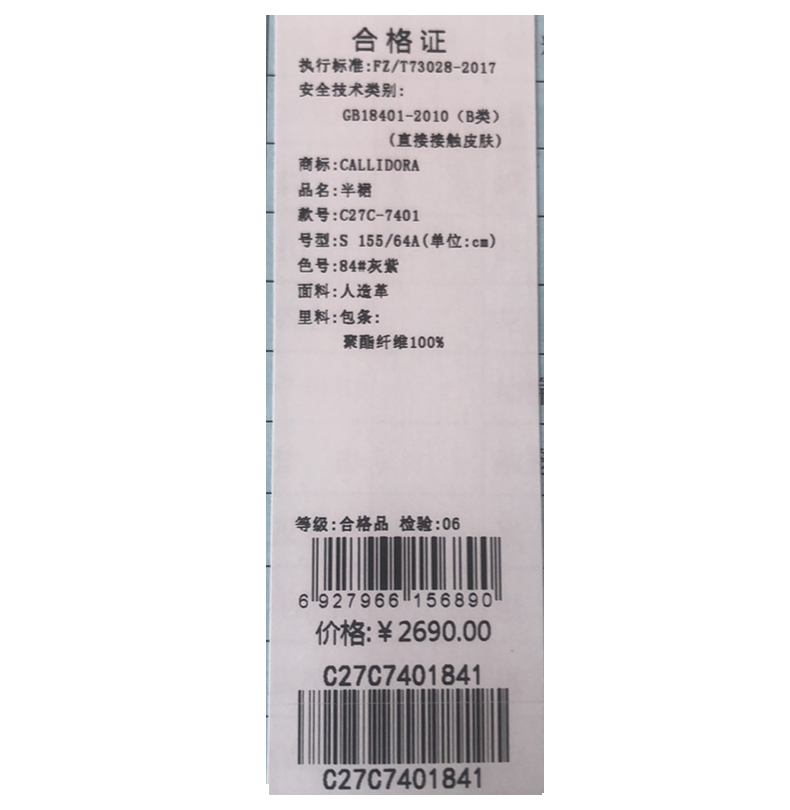 合格证
执行标准:FZ/T73028-2017
安全技术类别:
GB18401-2010（B类）
(直接接触皮肤)
商标:CALLIDORA
品名:半裙
款号:C27C-7401
号型:S 155/64A(单位:cm)
色号:84#灰紫
面料:人造革
里料:包条:
聚酯纤维100%
等级:合格品 检验:06
6 927966 156890
价格:￥2690.00
C27C7401841
C27C7401841